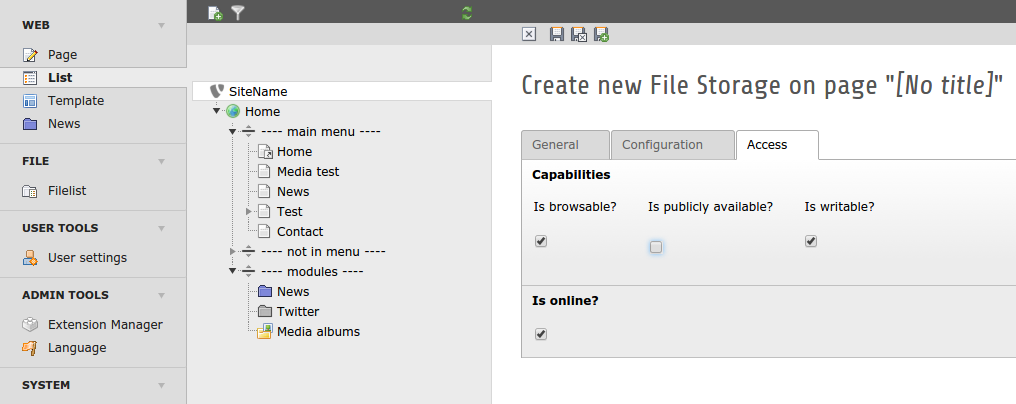 WEB
Page
List
Template
News
FILE
Filelist
USER TOOLS
User settings
ADMIN TOOLS
Extension Manager
Language
SYSTEM
SiteName
Home
---- main menu ----
Home
Media test
News
Test
Contact
---- not in menu ----
---- modules ----
News
Twitter
Media albums
Create new File Storage on page "[No title]"
General Configuration Access
Capabilities
Is browsable? Is publicly available? Is writable?
Is online?